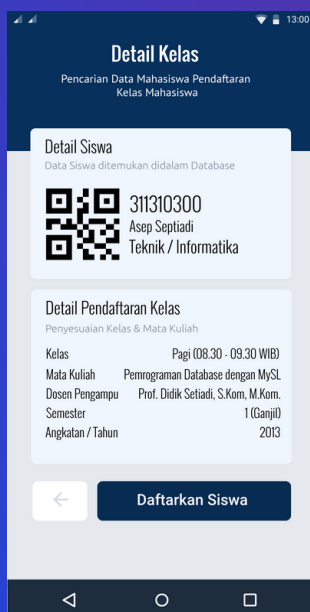 13:00
Detail Kelas
Pencarian Data Mahasiswa Pendaftaran
Kelas Mahasiswa
Detail Siswa
Data Siswa ditemukan didalam Database
311310300
Asep Septiadi
Teknik / Informatika
Detail Pendaftaran Kelas
Penyesuaian Kelas & Mata Kuliah
Kelas Pagi (08.30 - 09.30 WIB)
Mata Kuliah Pemrograman Database dengan MySL
Dosen Pengampu Prof. Didik Setiadi, S.Kom, M.Kom.
Semester 1 (Ganjil)
Angkatan / Tahun 2013
Daftarkan Siswa